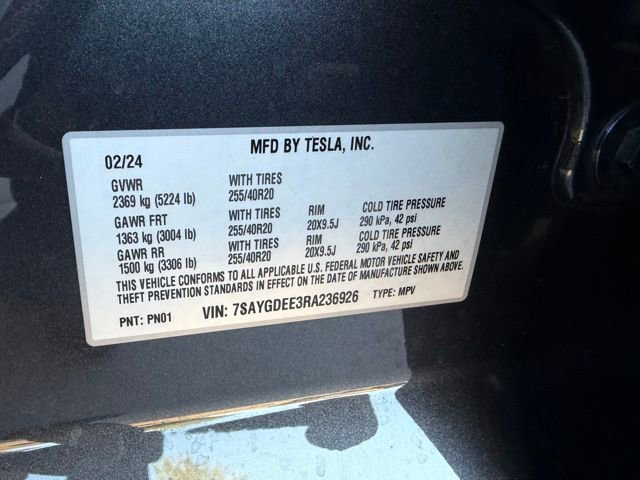 MFD BY TESLA, INC.
02/24
GVWR WITH TIRES
2369 kg (5224 lb) 255/40R20
GAWR FRT WITH TIRES RIM COLD TIRE PRESSURE
1363 kg (3004 lb) 255/40R20 20X9.5J 290 kPa, 42 psi
GAWR RR WITH TIRES RIM COLD TIRE PRESSURE
1500 kg (3306 lb) 255/40R20 20X9.5J 290 kPa, 42 psi
THIS VEHICLE CONFORMS TO ALL APPLICABLE U.S. FEDERAL MOTOR VEHICLE SAFETY AND
THEFT PREVENTION STANDARDS IN EFFECT ON THE DATE OF MANUFACTURE SHOWN ABOVE.
PNT: PN01 VIN: 7SAYGDEE3RA236926 TYPE: MPV